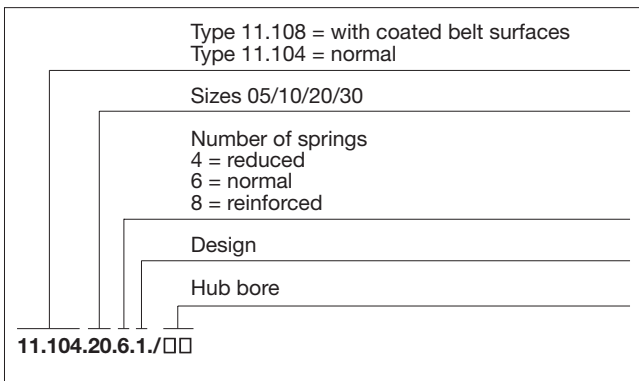 Type 11.108 = with coated belt surfaces
Type 11.104 = normal
Sizes 05/10/20/30
Number of springs
4 = reduced
6 = normal
8 = reinforced
Design
Hub bore
11.104.20.6.1./☐☐